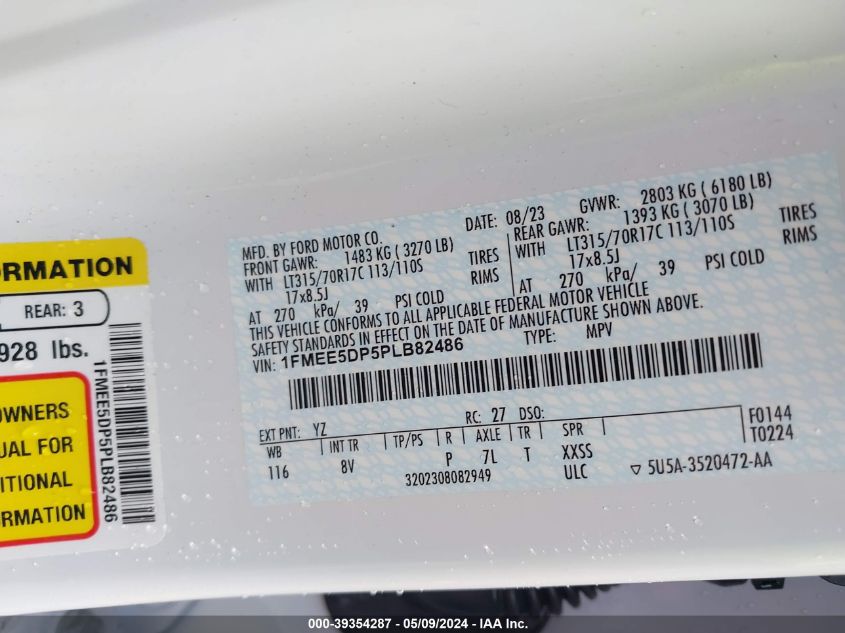 ORMATION
REAR: 3
928 lbs.
OWNERS
UAL FOR
ITIONAL
ORMATION
1FMEE5DP5PLB82486
MFD. BY FORD MOTOR CO. DATE: 08/23 GVWR: 2803 KG ( 6180 LB)
FRONT GAWR: 1483 KG ( 3270 LB) REAR GAWR: 1393 KG ( 3070 LB)
WITH LT315/70R17C 113/110S TIRES WITH LT315/70R17C 113/110S TIRES
17x8.5J RIMS 17x8.5J RIMS
AT 270 kPa/ 39 PSI COLD AT 270 kPa/ 39 PSI COLD
THIS VEHICLE CONFORMS TO ALL APPLICABLE FEDERAL MOTOR VEHICLE
SAFETY STANDARDS IN EFFECT ON THE DATE OF MANUFACTURE SHOWN ABOVE.
VIN: 1FMEE5DP5PLB82486 TYPE: MPV
EXT PNT: YZ RC: 27 DSO:
WB INT TR TP/PS R AXLE TR SPR F0144
116 8V P 7L T XXSS T0224
3202308082949 ULC ▽ 5U5A-3520472-AA
000-39354287 - 05/09/2024 - IAAI Inc.